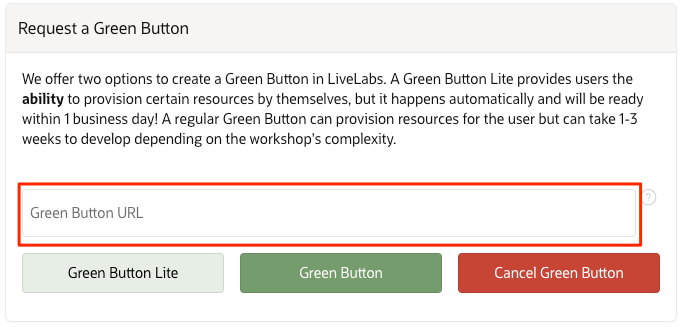 Request a Green Button
We offer two options to create a Green Button in LiveLabs. A Green Button Lite provides users the
ability to provision certain resources by themselves, but it happens automatically and will be ready
within 1 business day! A regular Green Button can provision resources for the user but can take 1-3
weeks to develop depending on the workshop's complexity.
Green Button URL
?
Green Button Lite
Green Button
Cancel Green Button